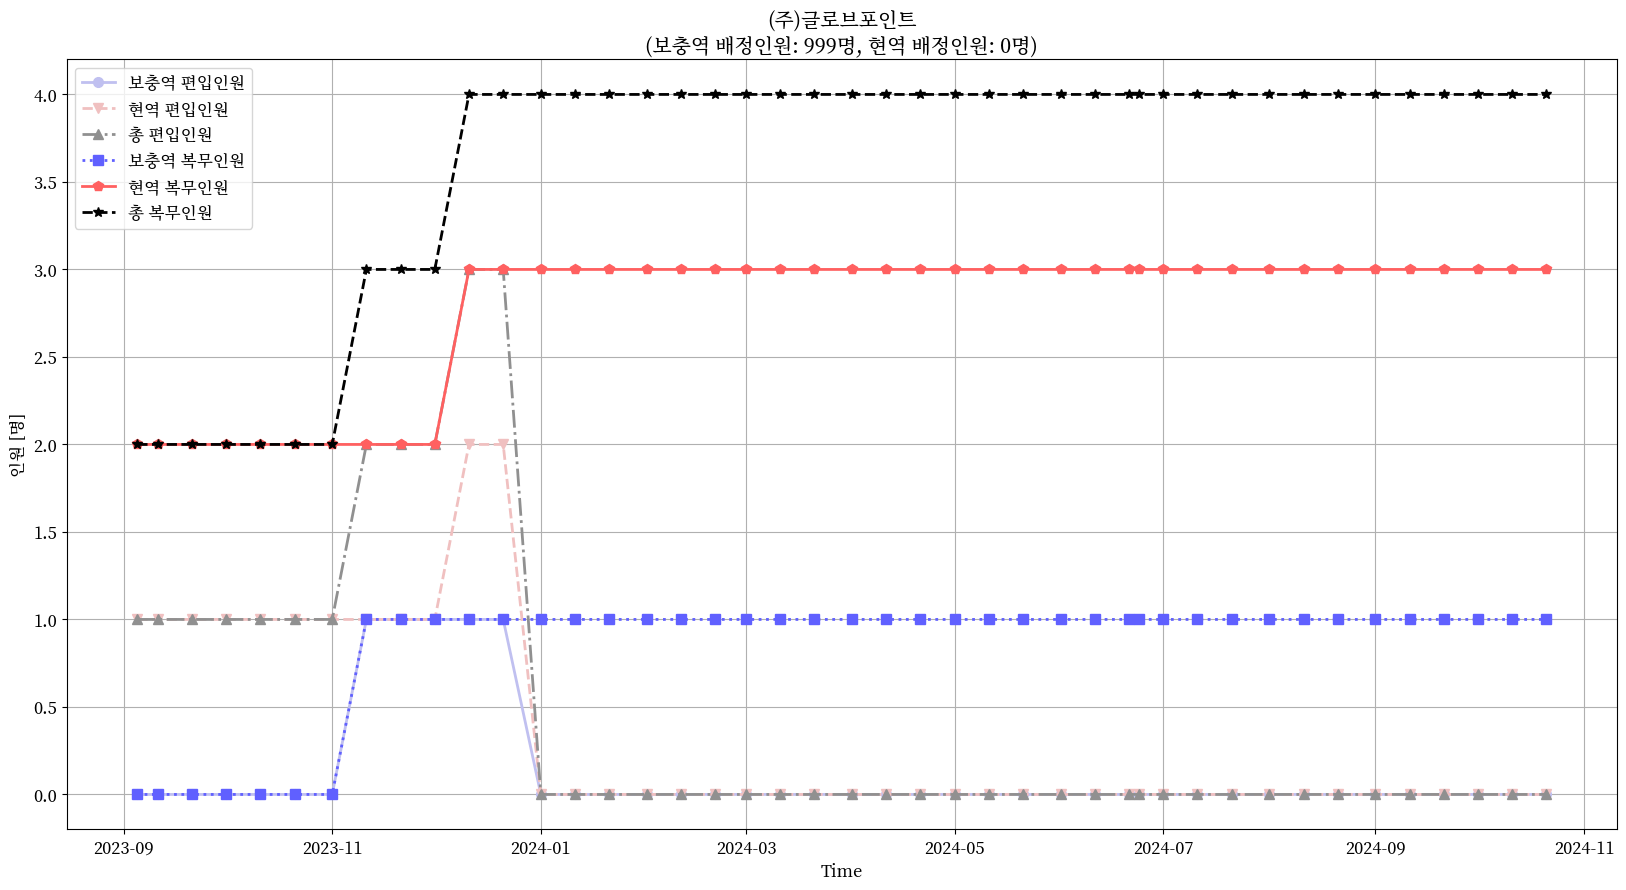 (주)글로브포인트
(보충역 배정인원: 999명, 현역 배정인원: 0명)
보충역 편입인원
현역 편입인원
총 편입인원
보충역 복무인원
현역 복무인원
총 복무인원
인원 [명]
4.0
3.5
3.0
2.5
2.0
1.5
1.0
0.5
0.0
2023-09 2023-11 2024-01 2024-03 2024-05 2024-07 2024-09 2024-11
Time